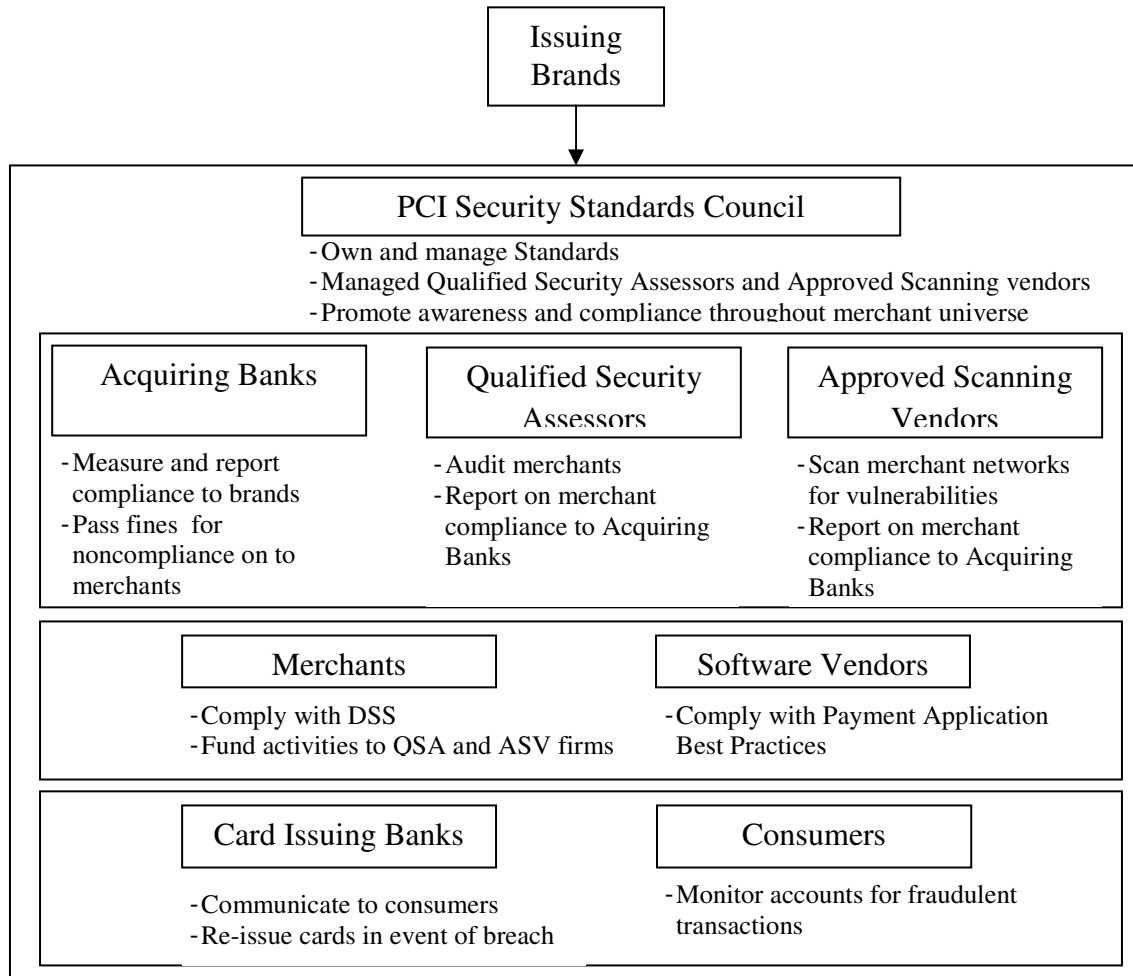 Issuing
Brands
PCI Security Standards Council
-Own and manage Standards
-Managed Qualified Security Assessors and Approved Scanning vendors
-Promote awareness and compliance throughout merchant universe
Acquiring Banks
-Measure and report
compliance to brands
-Pass fines for
noncompliance on to
merchants
Qualified Security
Assessors
-Audit merchants
-Report on merchant
compliance to Acquiring
Banks
Approved Scanning
Vendors
-Scan merchant networks
for vulnerabilities
-Report on merchant
compliance to Acquiring
Banks
Merchants
-Comply with DSS
-Fund activities to QSA and ASV firms
Software Vendors
-Comply with Payment Application
Best Practices
Card Issuing Banks
-Communicate to consumers
-Re-issue cards in event of breach
Consumers
-Monitor accounts for fraudulent
transactions